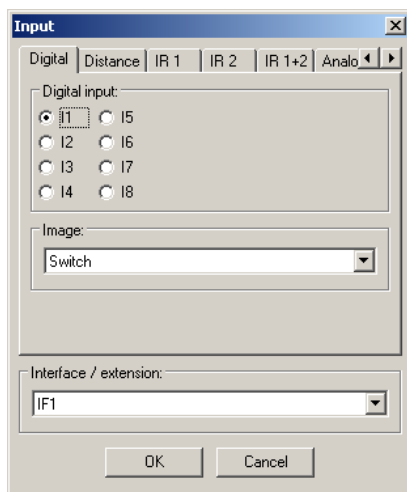 Input
Digital Distance IR 1 IR 2 IR 1+2 Analo
Digital input:
I1 I5
I2 I6
I3 I7
I4 I8
Image:
Switch
Interface / extension:
IF1
OK Cancel